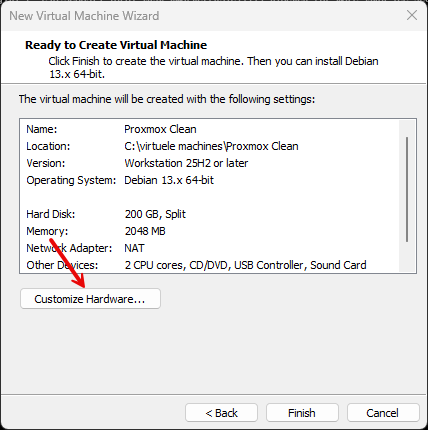 New Virtual Machine Wizard
Ready to Create Virtual Machine
Click Finish to create the virtual machine. Then you can install Debian
13.x 64-bit.
The virtual machine will be created with the following settings:
Name: Proxmox Clean
Location: C:\virtuele machines\Proxmox Clean
Version: Workstation 25H2 or later
Operating System: Debian 13.x 64-bit
Hard Disk: 200 GB, Split
Memory: 2048 MB
Network Adapter: NAT
Other Devices: 2 CPU cores, CD/DVD, USB Controller, Sound Card
Customize Hardware...
< Back Finish Cancel